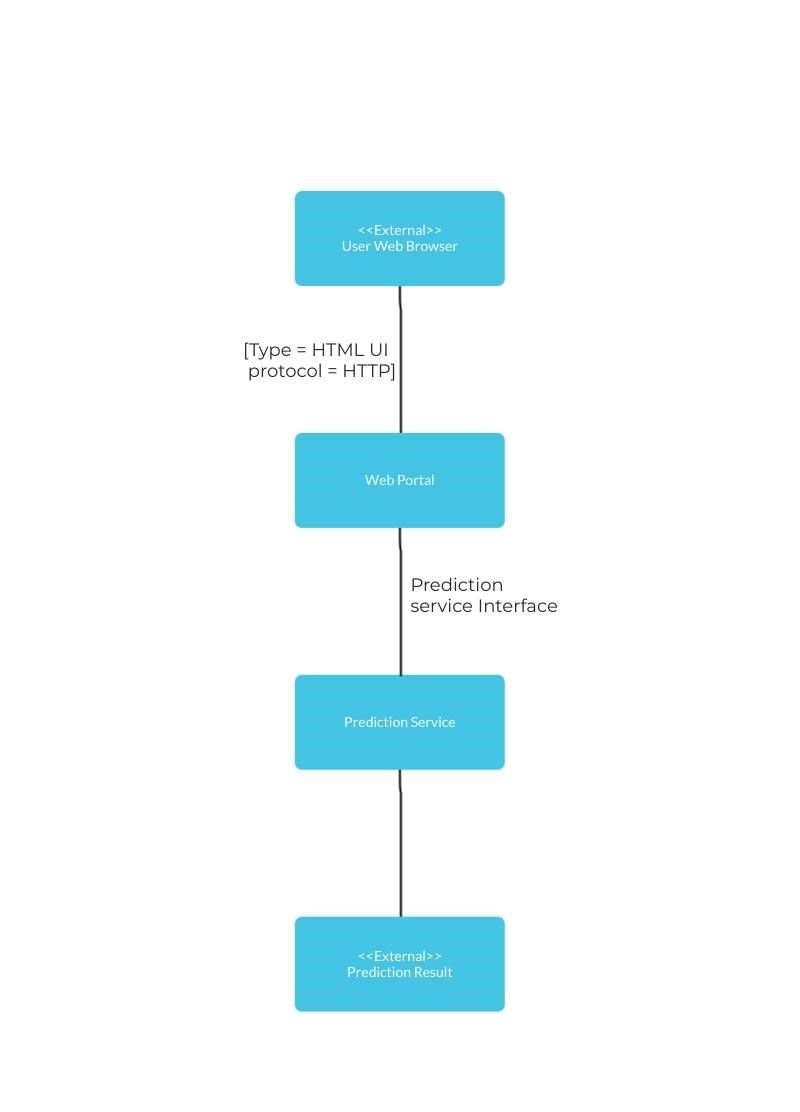 <<External>>
User Web Browser
[Type = HTML UI
protocol = HTTP]
Web Portal
Prediction
service Interface
Prediction Service
<<External>>
Prediction Result